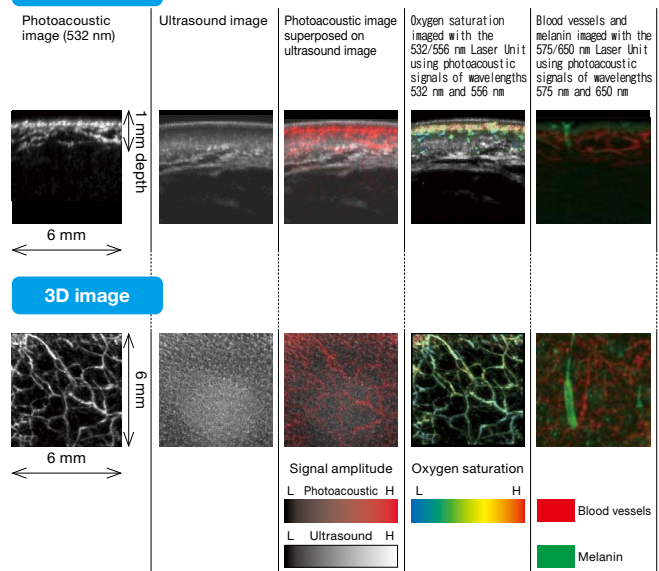 Photoacoustic
image (532 nm)
Ultrasound image
Photoacoustic image
superposed on
ultrasound image
Oxygen saturation
imaged with the
532/556 nm Laser Unit
using photoacoustic
signals of wavelengths
532 nm and 556 nm
Blood vessels and
melanin imaged with the
575/650 nm Laser Unit
using photoacoustic
signals of wavelengths
575 nm and 650 nm
1 mm depth
6 mm
3D image
6 mm
6 mm
Signal amplitude
L Photoacoustic H
L Ultrasound H
Oxygen saturation
L H
Blood vessels
Melanin